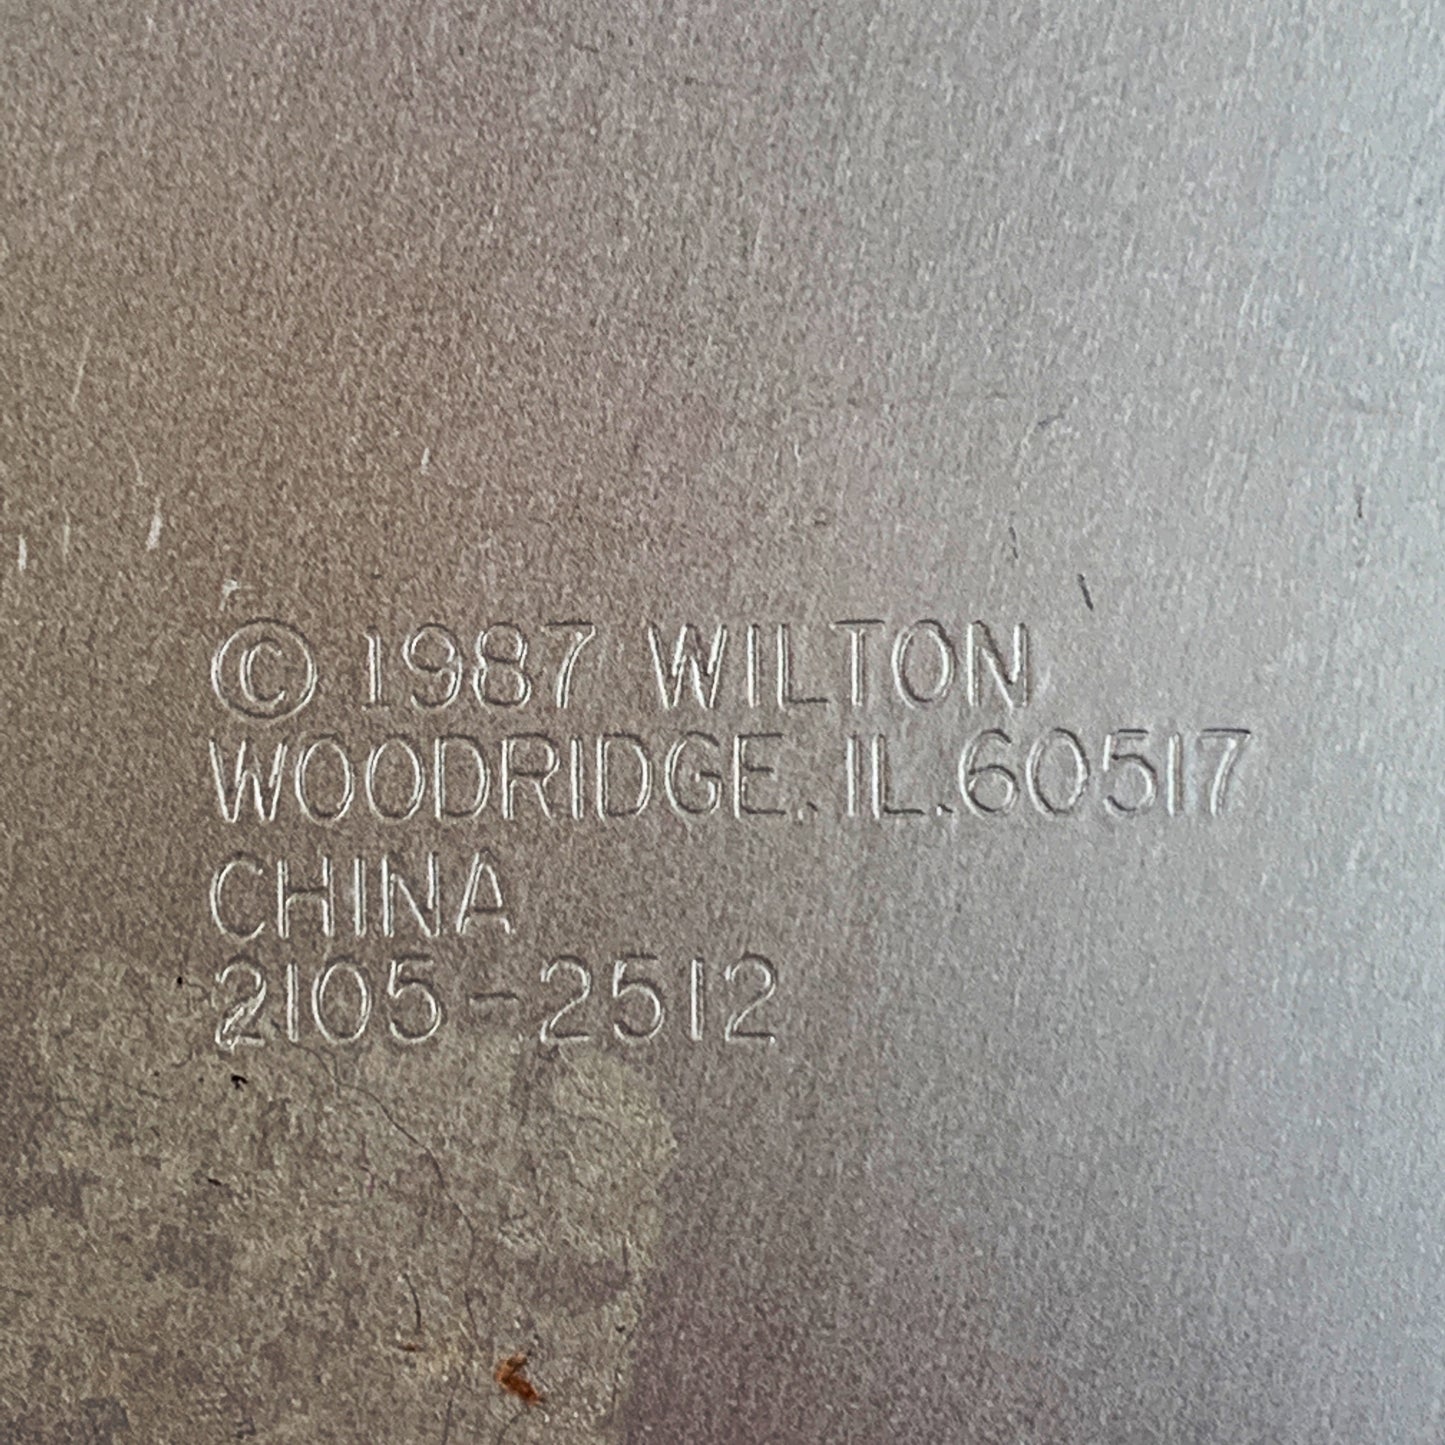 © 1987 WILTON
WOODRIDGE, IL.60517
CHINA
2105-2512